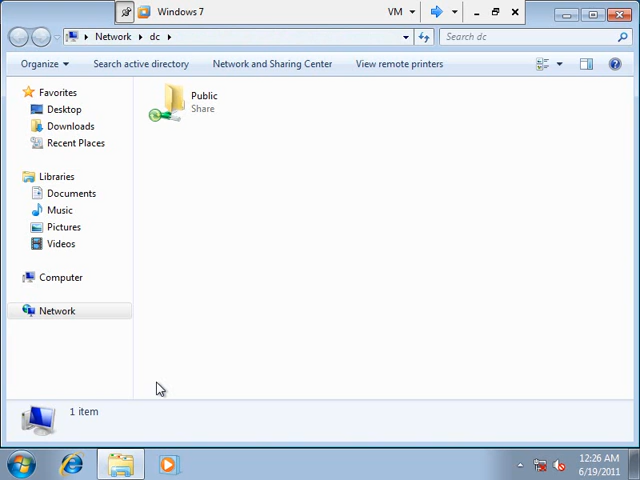 Windows 7
VM
Network dc
Search dc
Organize Search active directory Network and Sharing Center View remote printers
Favorites
Desktop
Downloads
Recent Places
Libraries
Documents
Music
Pictures
Videos
Computer
Network
Public
Share
1 item
12:26 AM
6/19/2011